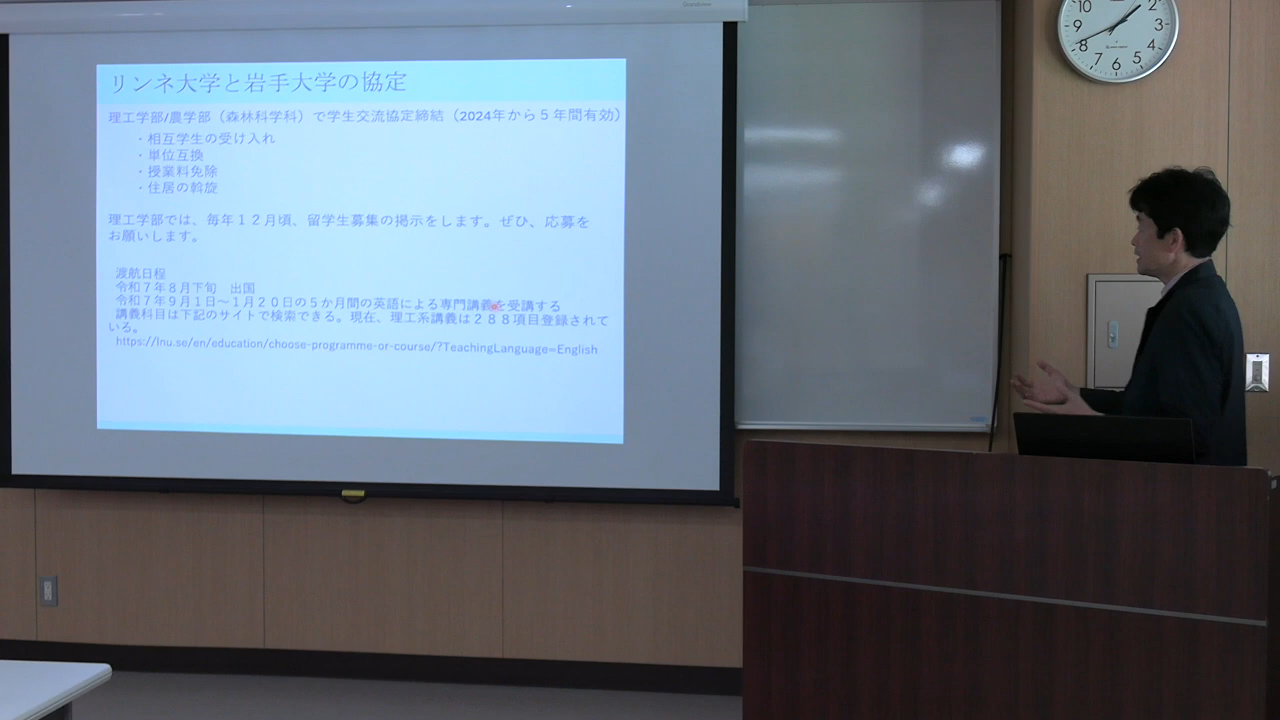 リンネ大学と岩手大学の協定
理工学部/農学部（森林科学科）で学生交流協定締結（2024年から５年間有効）
・相互学生の受け入れ
・単位互換
・授業料免除
・住居の斡旋
理工学部では、毎年１２月頃、留学生募集の掲示をします。ぜひ、応募を
お願いします。
渡航日程
令和７年８月下旬　出国
令和７年９月１日～１月２０日の５か月間の英語による専門講義を受講する
講義科目は下記のサイトで検索できる。現在、理工系講義は２８８項目登録されて
いる。
https://lnu.se/en/education/choose-programme-or-course/?TeachingLanguage=English
10
2
9
3
8
4
7
6
5